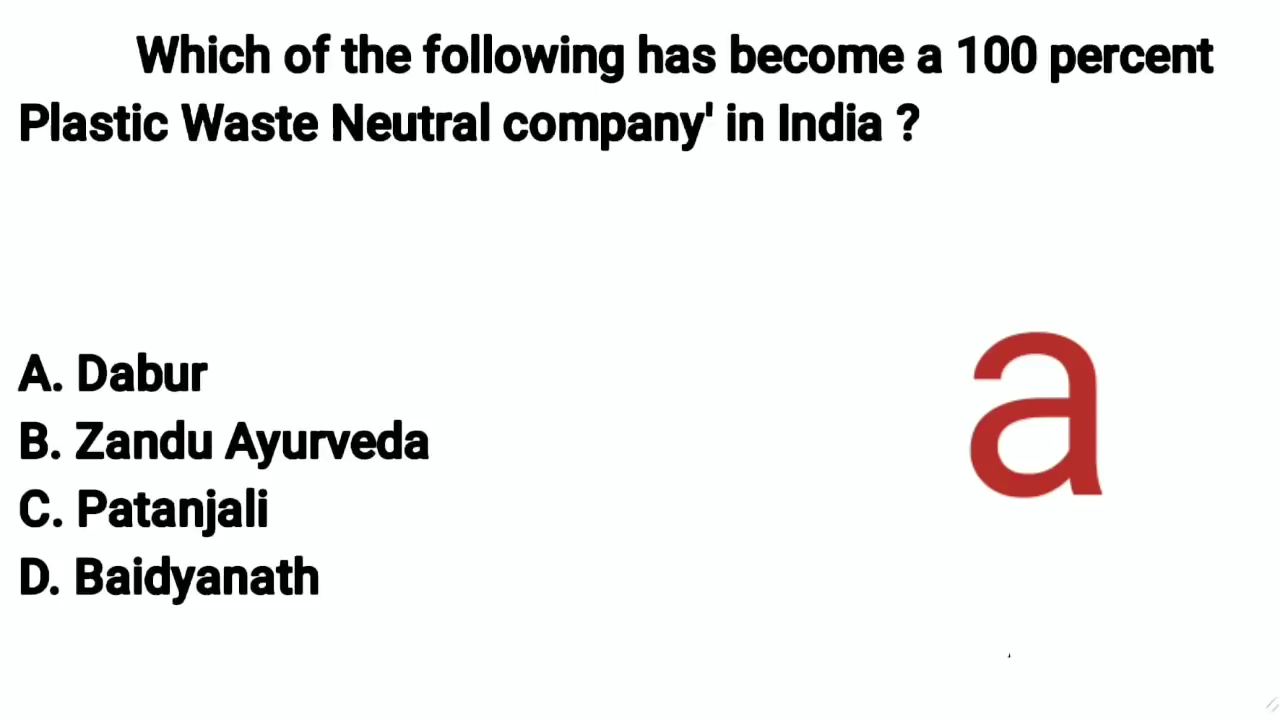 Which of the following has become a 100 percent
Plastic Waste Neutral company' in India ?
A. Dabur
B. Zandu Ayurveda
C. Patanjali
D. Baidyanath
a